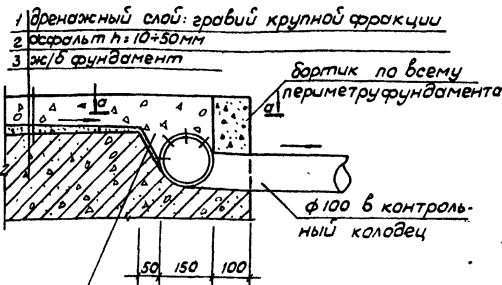 1 дренажный слой: гравий крупной фракции
2 асфальт h=10÷50мм
3 ж/б фундамент
бортик по всему
периметру фундамента
а
а
ф100 в контроль-
ный колодец
50 150 100